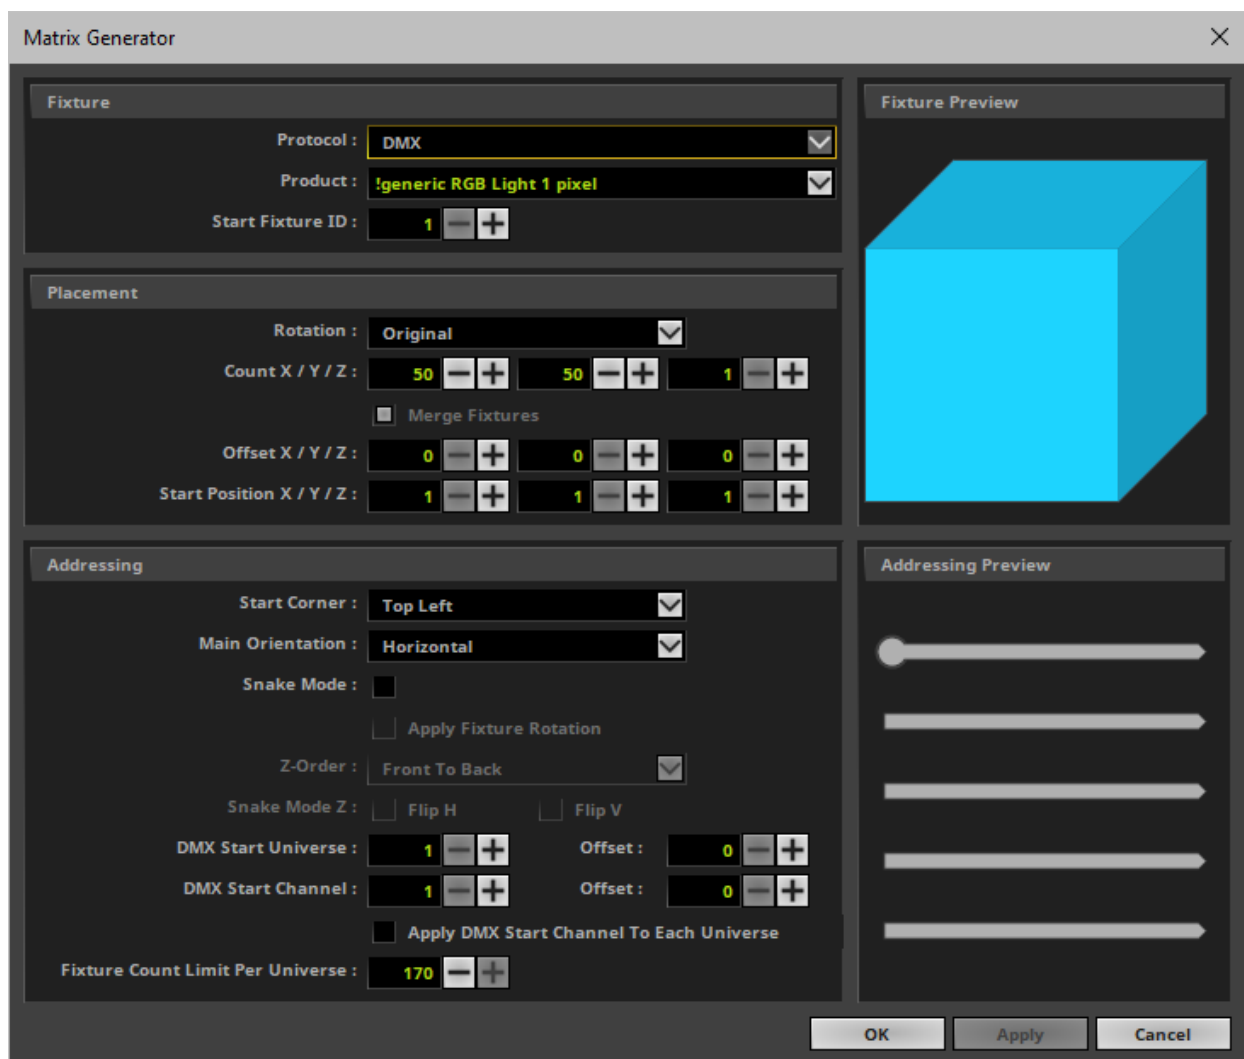 Matrix Generator
Fixture
Protocol : DMX
Product : !generic RGB Light 1 pixel
Start Fixture ID : 1
Placement
Rotation : Original
Count X / Y / Z : 50 50 1
Merge Fixtures
Offset X / Y / Z : 0 0 0
Start Position X / Y / Z : 1 1 1
Addressing
Start Corner : Top Left
Main Orientation : Horizontal
Snake Mode :
Apply Fixture Rotation
Z-Order : Front To Back
Snake Mode Z : Flip H Flip V
DMX Start Universe : 1 Offset : 0
DMX Start Channel : 1 Offset : 0
Apply DMX Start Channel To Each Universe
Fixture Count Limit Per Universe : 170
Fixture Preview
Addressing Preview
OK Apply Cancel